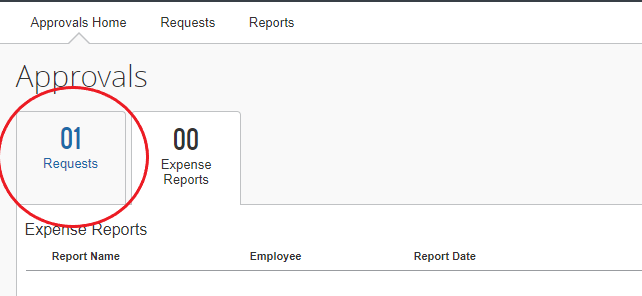 Approvals Home Requests Reports
Approvals
01 00
Requests Expense
Reports
Expense Reports
Report Name Employee Report Date